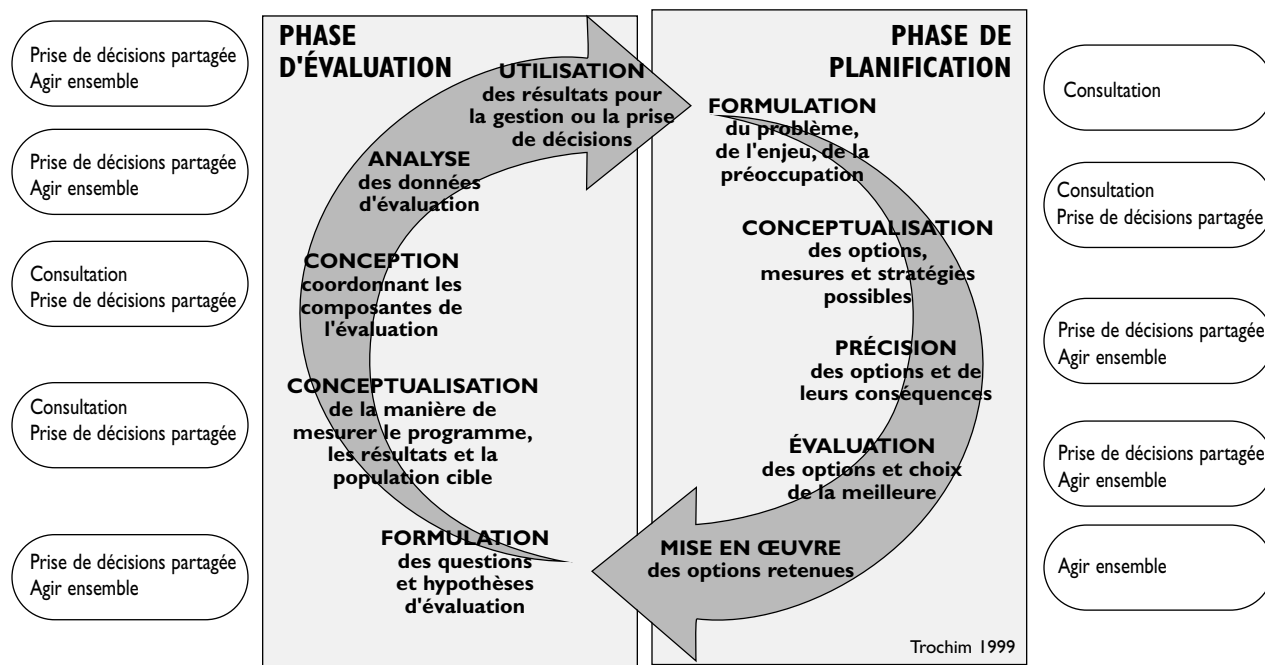 Prise de décisions partagée
Agir ensemble
Prise de décisions partagée
Agir ensemble
Consultation
Prise de décisions partagée
Consultation
Prise de décisions partagée
Prise de décisions partagée
Agir ensemble
PHASE
D'ÉVALUATION
UTILISATION
des résultats pour
la gestion ou la prise
de décisions
ANALYSE
des données
d'évaluation
CONCEPTION
coordonnant les
composantes de
l'évaluation
CONCEPTUALISATION
de la manière de
mesurer le programme,
les résultats et la
population cible
FORMULATION
des questions
et hypothèses
d'évaluation
PHASE DE
PLANIFICATION
FORMULATION
du problème,
de l'enjeu, de la
préoccupation
CONCEPTUALISATION
des options,
mesures et stratégies
possibles
PRÉCISION
des options et de
leurs conséquences
ÉVALUATION
des options et choix
de la meilleure
MISE EN ŒUVRE
des options retenues
Trochim 1999
Consultation
Consultation
Prise de décisions partagée
Prise de décisions partagée
Agir ensemble
Prise de décisions partagée
Agir ensemble
Agir ensemble